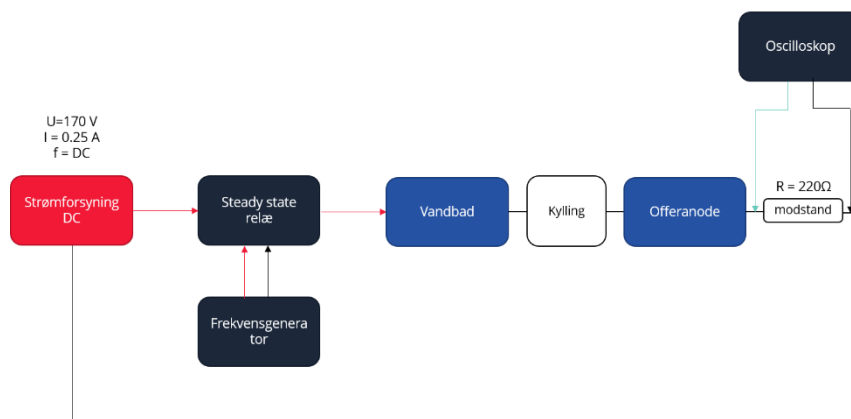 Oscilloskop
U=170 V
I = 0.25 A
f = DC
Strømforsyning
DC
Steady state
relæ
Vandbad
Kylling
Offeranode
R = 220Ω
modstand
Frekvensgenera
tor